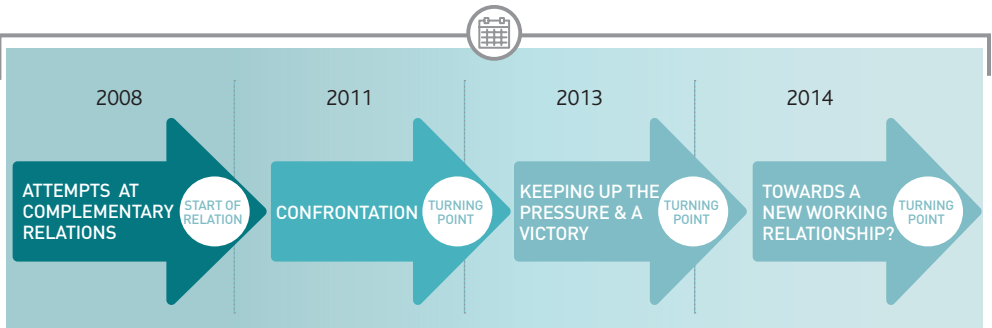 2008
ATTEMPTS AT
COMPLEMENTARY
RELATIONS
START OF
RELATION
2011
CONFRONTATION
TURNING
POINT
2013
KEEPING UP THE
PRESSURE & A
VICTORY
TURNING
POINT
2014
TOWARDS A
NEW WORKING
RELATIONSHIP?
TURNING
POINT